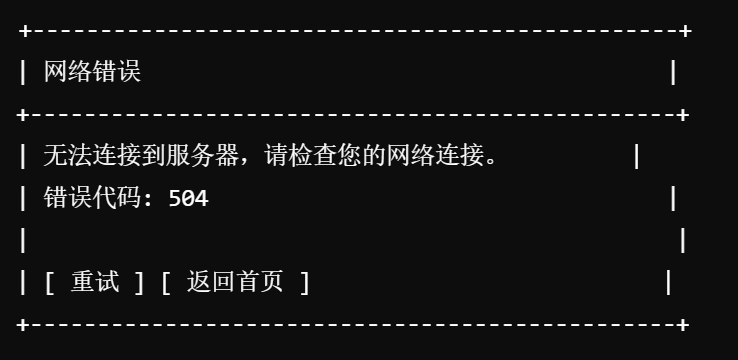 +------------------------------------------------+
| 网络错误                                       |
+------------------------------------------------+
| 无法连接到服务器，请检查您的网络连接。         |
| 错误代码: 504                                  |
|                                                |
| [ 重试 ] [ 返回首页 ]                          |
+------------------------------------------------+